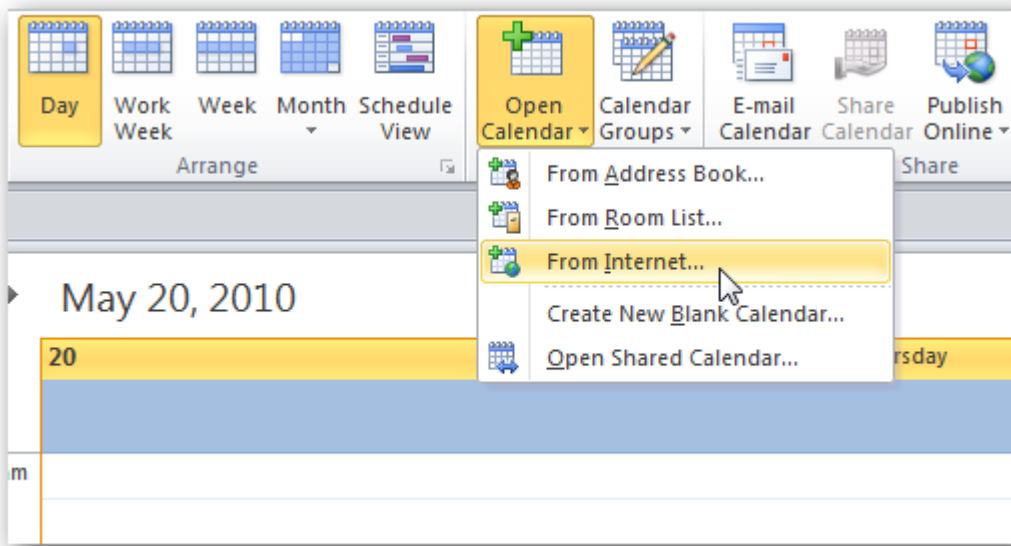 Day
Work
Week
Week
Month
Schedule
View
Open
Calendar
Calendar
Groups
E-mail
Calendar
Share
Calendar
Publish
Online
Arrange
Share
From Address Book...
From Room List...
From Internet...
Create New Blank Calendar...
Open Shared Calendar...
May 20, 2010
20
rsday
m